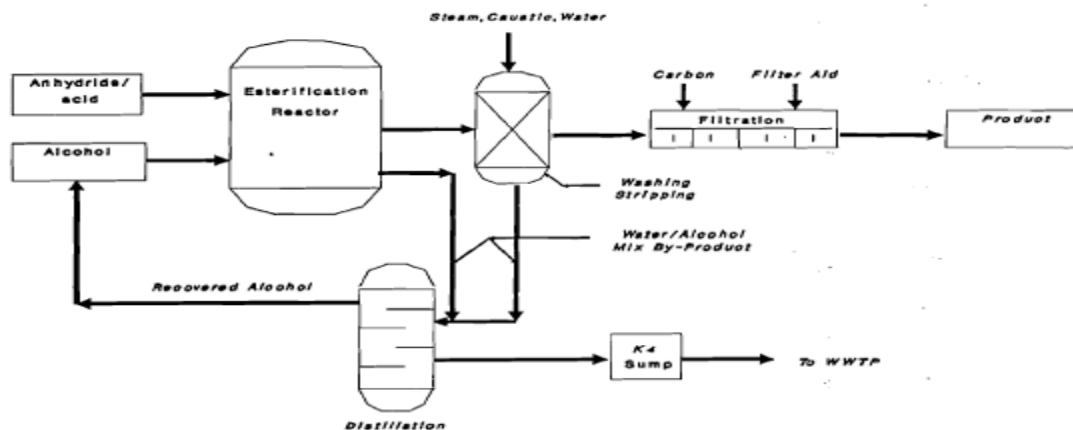 Steam,Caustic,Water
Anhydride/
acid
Esterification
Reactor
Carbon
Filter Aid
Filtration
Product
Alcohol
Washing
Stripping
Water/Alcohol
Mix By-Product
Recovered Alcohol
K4
Sump
To WWTP
Distillation